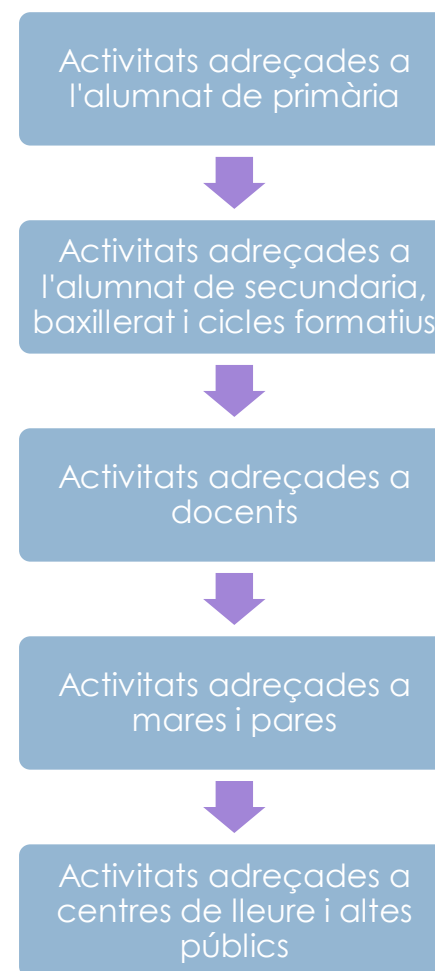 Activitats adreçades a
l'alumnat de primària
Activitats adreçades a
l'alumnat de secundaria,
baxillerat i cicles formatius
Activitats adreçades a
docents
Activitats adreçades a
mares i pares
Activitats adreçades a
centres de lleure i altes
públics